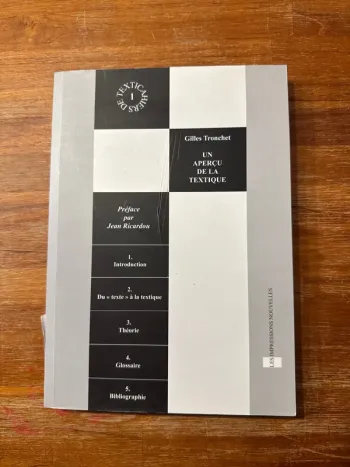 CAHIERS DE TEXTI
1
Gilles Tronchet
UN
APERÇU
DE LA
TEXTIQUE
Préface
par
Jean Ricardou
1.
Introduction
2.
Du « texte » à la textique
3.
Théorie
4.
Glossaire
5.
Bibliographie
LES IMPRESSIONS NOUVELLES